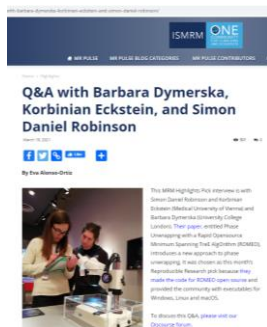 ISMRM ONE
MR PULSE MR PULSE BLOG CATEGORIES MR PULSE CONTRIBUTORS
Home Highlights
Q&A with Barbara Dymerska,
Korbinian Eckstein, and Simon
Daniel Robinson
By Eva Alonso-Ortiz
This MRM Highlights Pick interview is with
Simon Daniel Robinson and Korbinian
Eckstein (Medical University of Vienna) and
Barbara Dymerska (University College
London). Their paper, entitled Phase
Unwrapping with a Rapid Opensource
Minimum Spanning TreE AlgOrithm (ROMEO),
introduces a new approach to phase
unwrapping. It was chosen as this month's
Reproducible Research pick because they
made the code for ROMEO open source and
provided the community with executables for
Windows, Linux and macOS.
To discuss this Q&A, please visit our
Discourse forum.